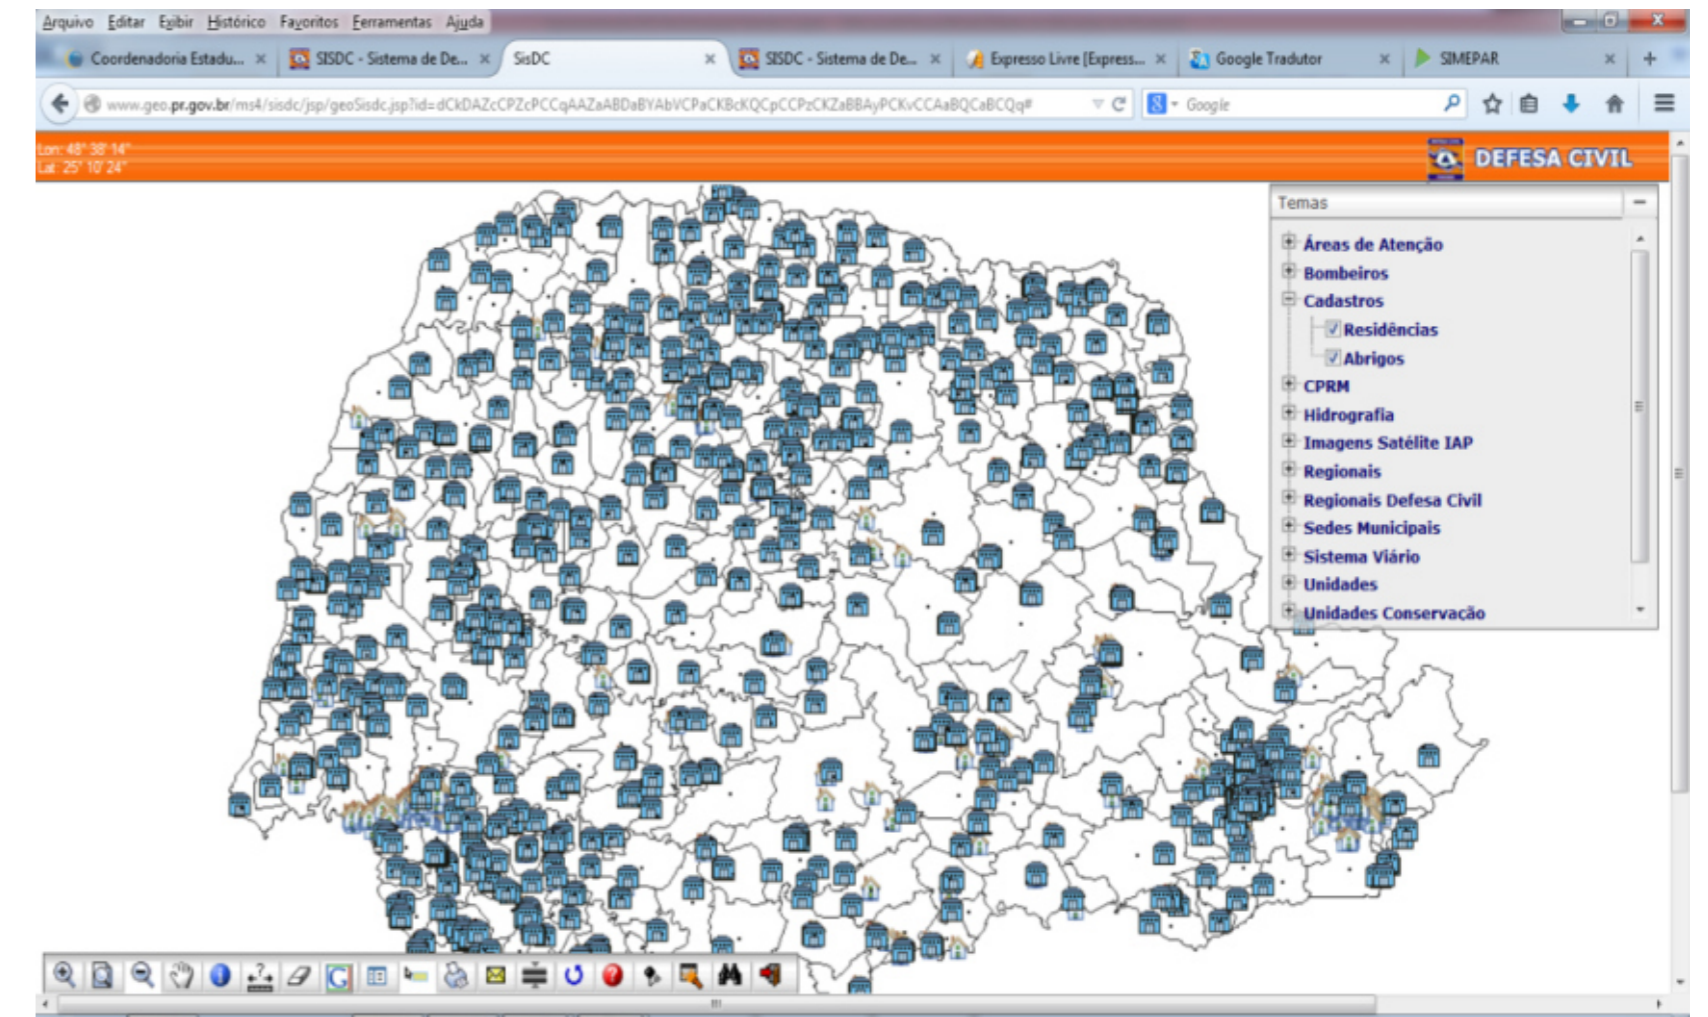 Arquivo Editar Exibir Histórico Favoritos Ferramentas Ajuda
Coordenadoria Estadu... SISDC - Sistema de De... SisDC SISDC - Sistema de De... Expresso Livre [Express... Google Tradutor SIMEPAR
www.geo.pr.gov.br/ms4/sisdc/jsp/geoSisdc.jsp?id= Google
Lon: 48° 38' 14"
Lat: 25° 10' 24"
DEFESA CIVIL
Temas
Áreas de Atenção
Bombeiros
Cadastros
Residências
Abrigos
CPRM
Hidrografia
Imagens Satélite IAP
Regionais
Regionais Defesa Civil
Sedes Municipais
Sistema Viário
Unidades
Unidades Conservação